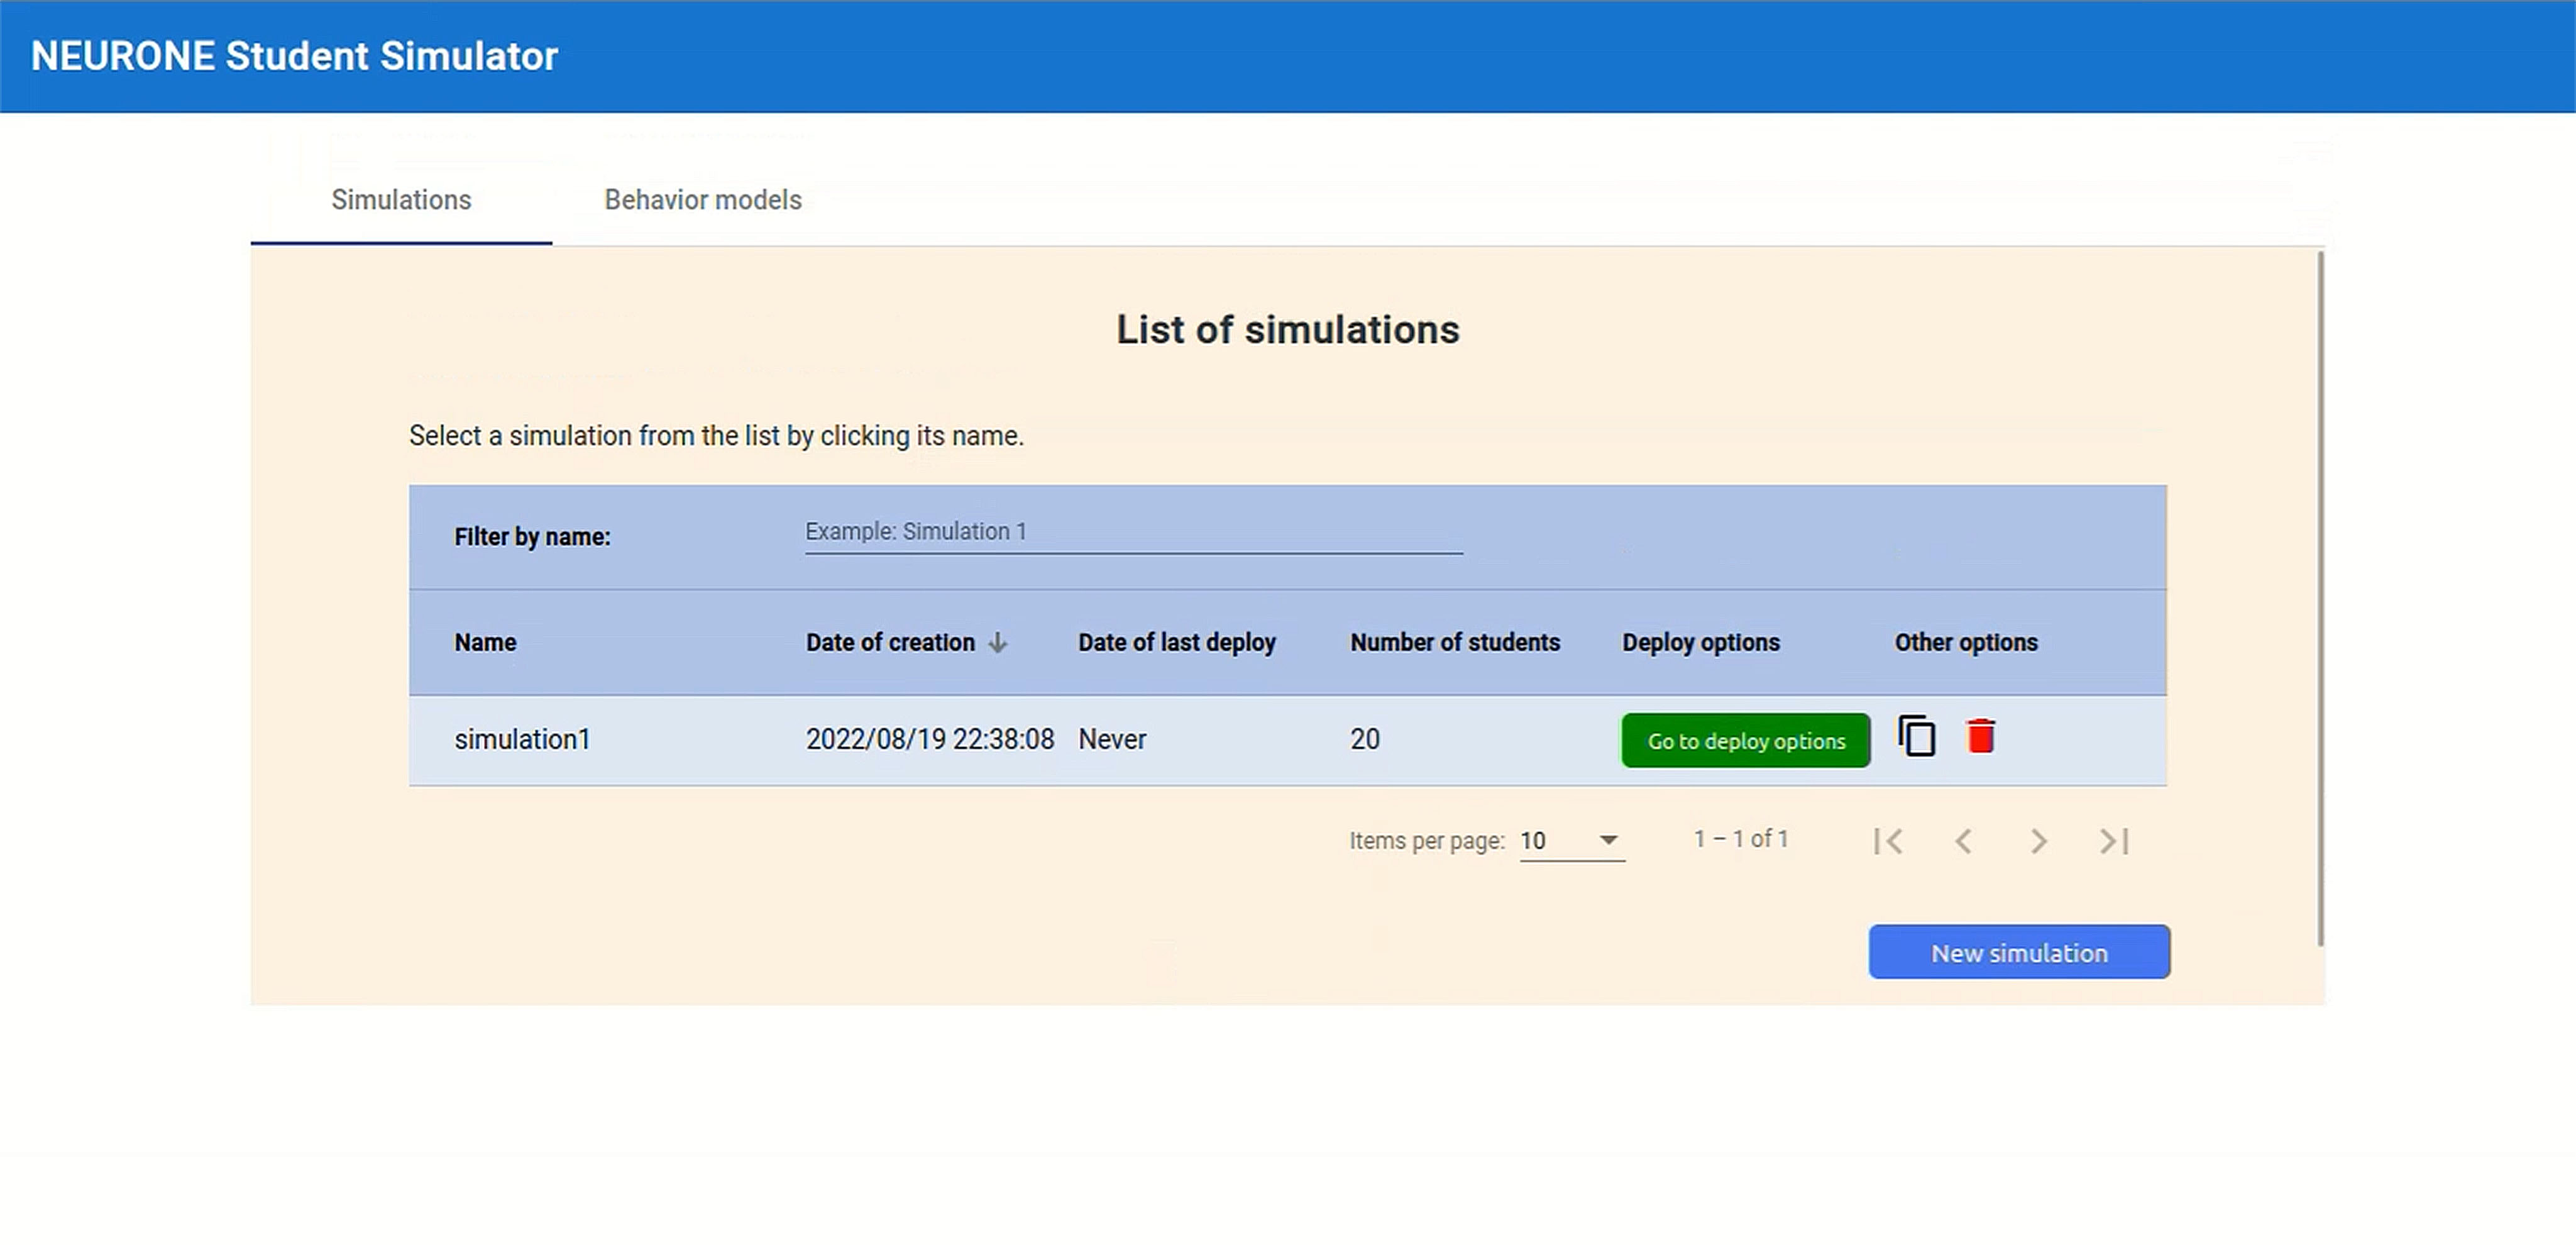 NEURONE Student Simulator
Simulations Behavior models
List of simulations
Select a simulation from the list by clicking its name.
Filter by name: Example: Simulation 1
Name Date of creation Date of last deploy Number of students Deploy options Other options
simulation1 2022/08/19 22:38:08 Never 20 Go to deploy options
Items per page: 10 1 – 1 of 1
New simulation